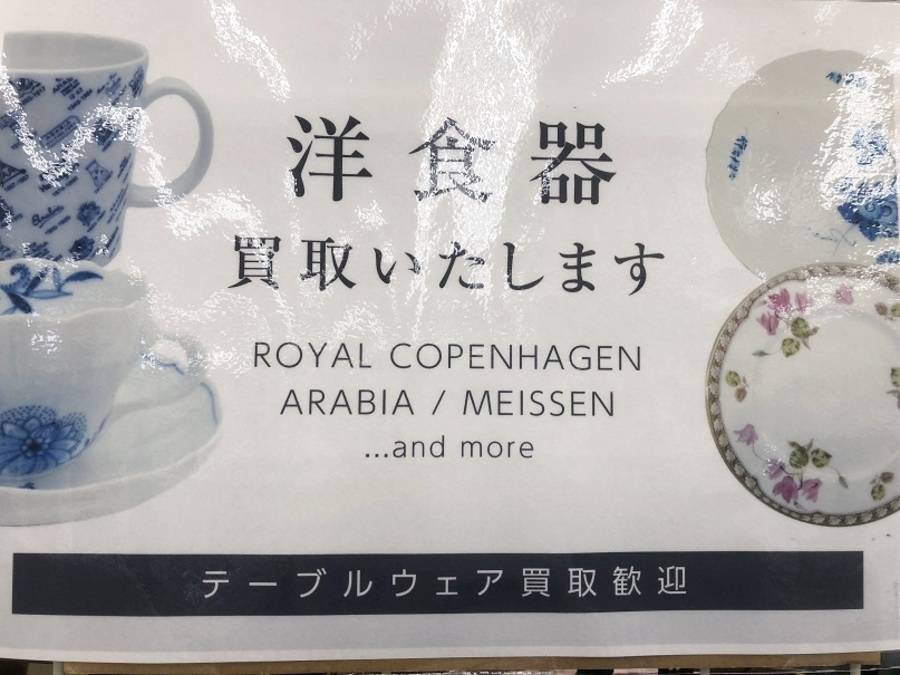 洋食器
買取いたします
ROYAL COPENHAGEN
ARABIA / MEISSEN
...and more
テーブルウェア買取歓迎